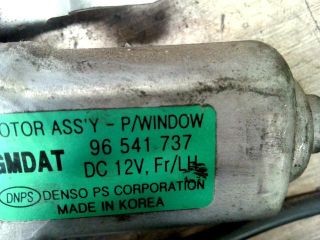 OTOR ASS'Y - P/WINDOW
96 541 737
GMDAT DC 12V, Fr/LH
DNPS DENSO PS CORPORATION
MADE IN KOREA